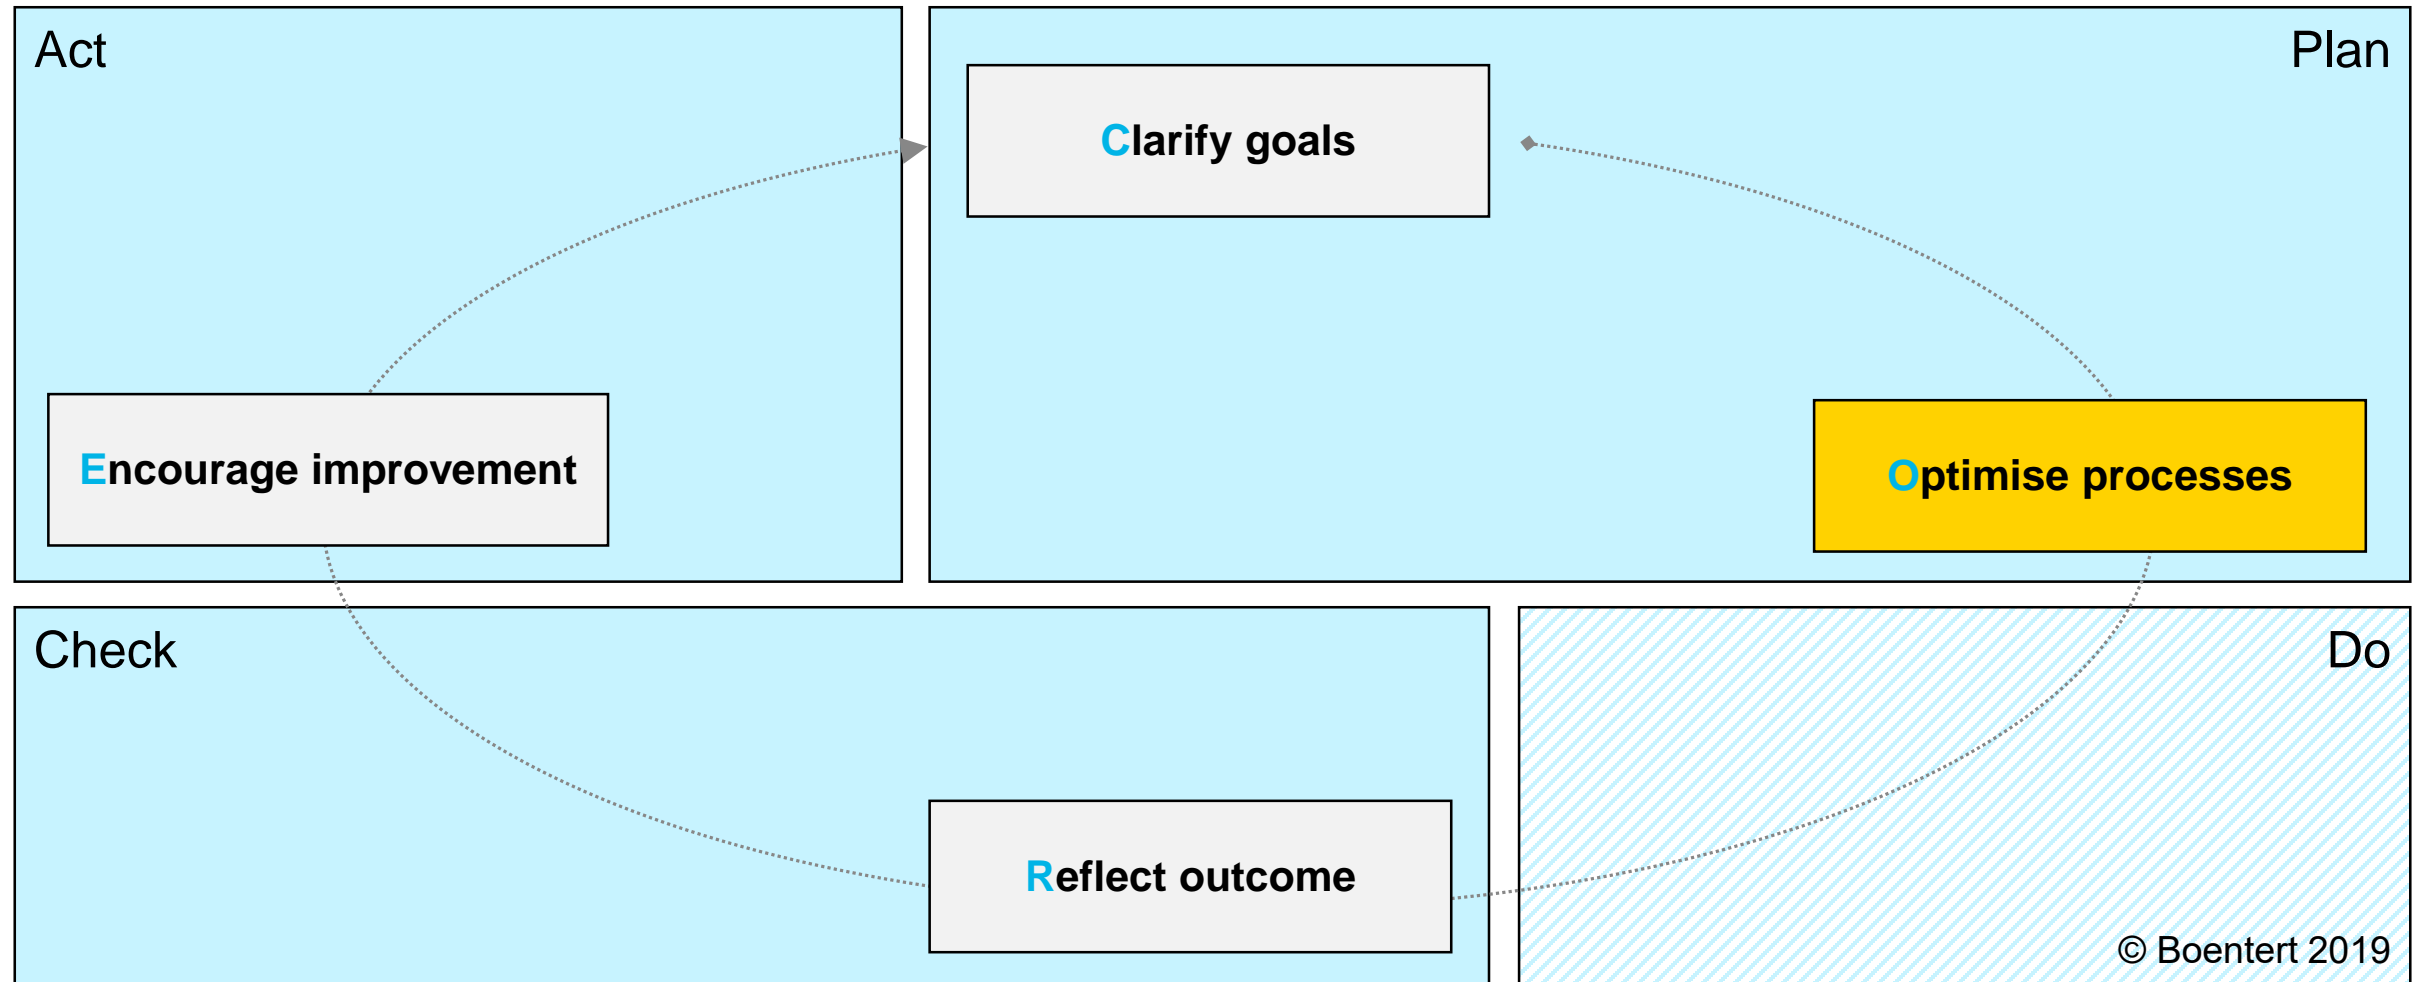 Act
Plan
Clarify goals
Encourage improvement
Optimise processes
Check
Do
Reflect outcome
© Boentert 2019